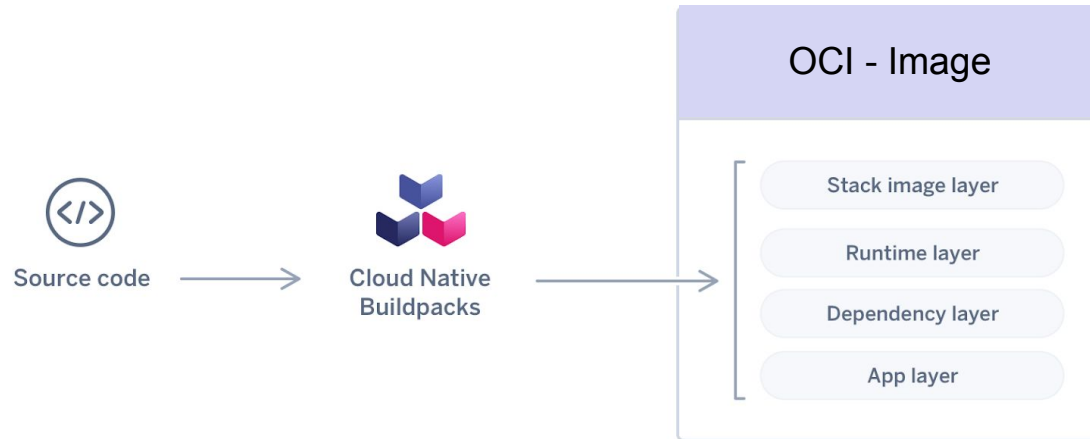 OCI - Image
Stack image layer
</>
Source code
Cloud Native
Buildpacks
Runtime layer
Dependency layer
App layer